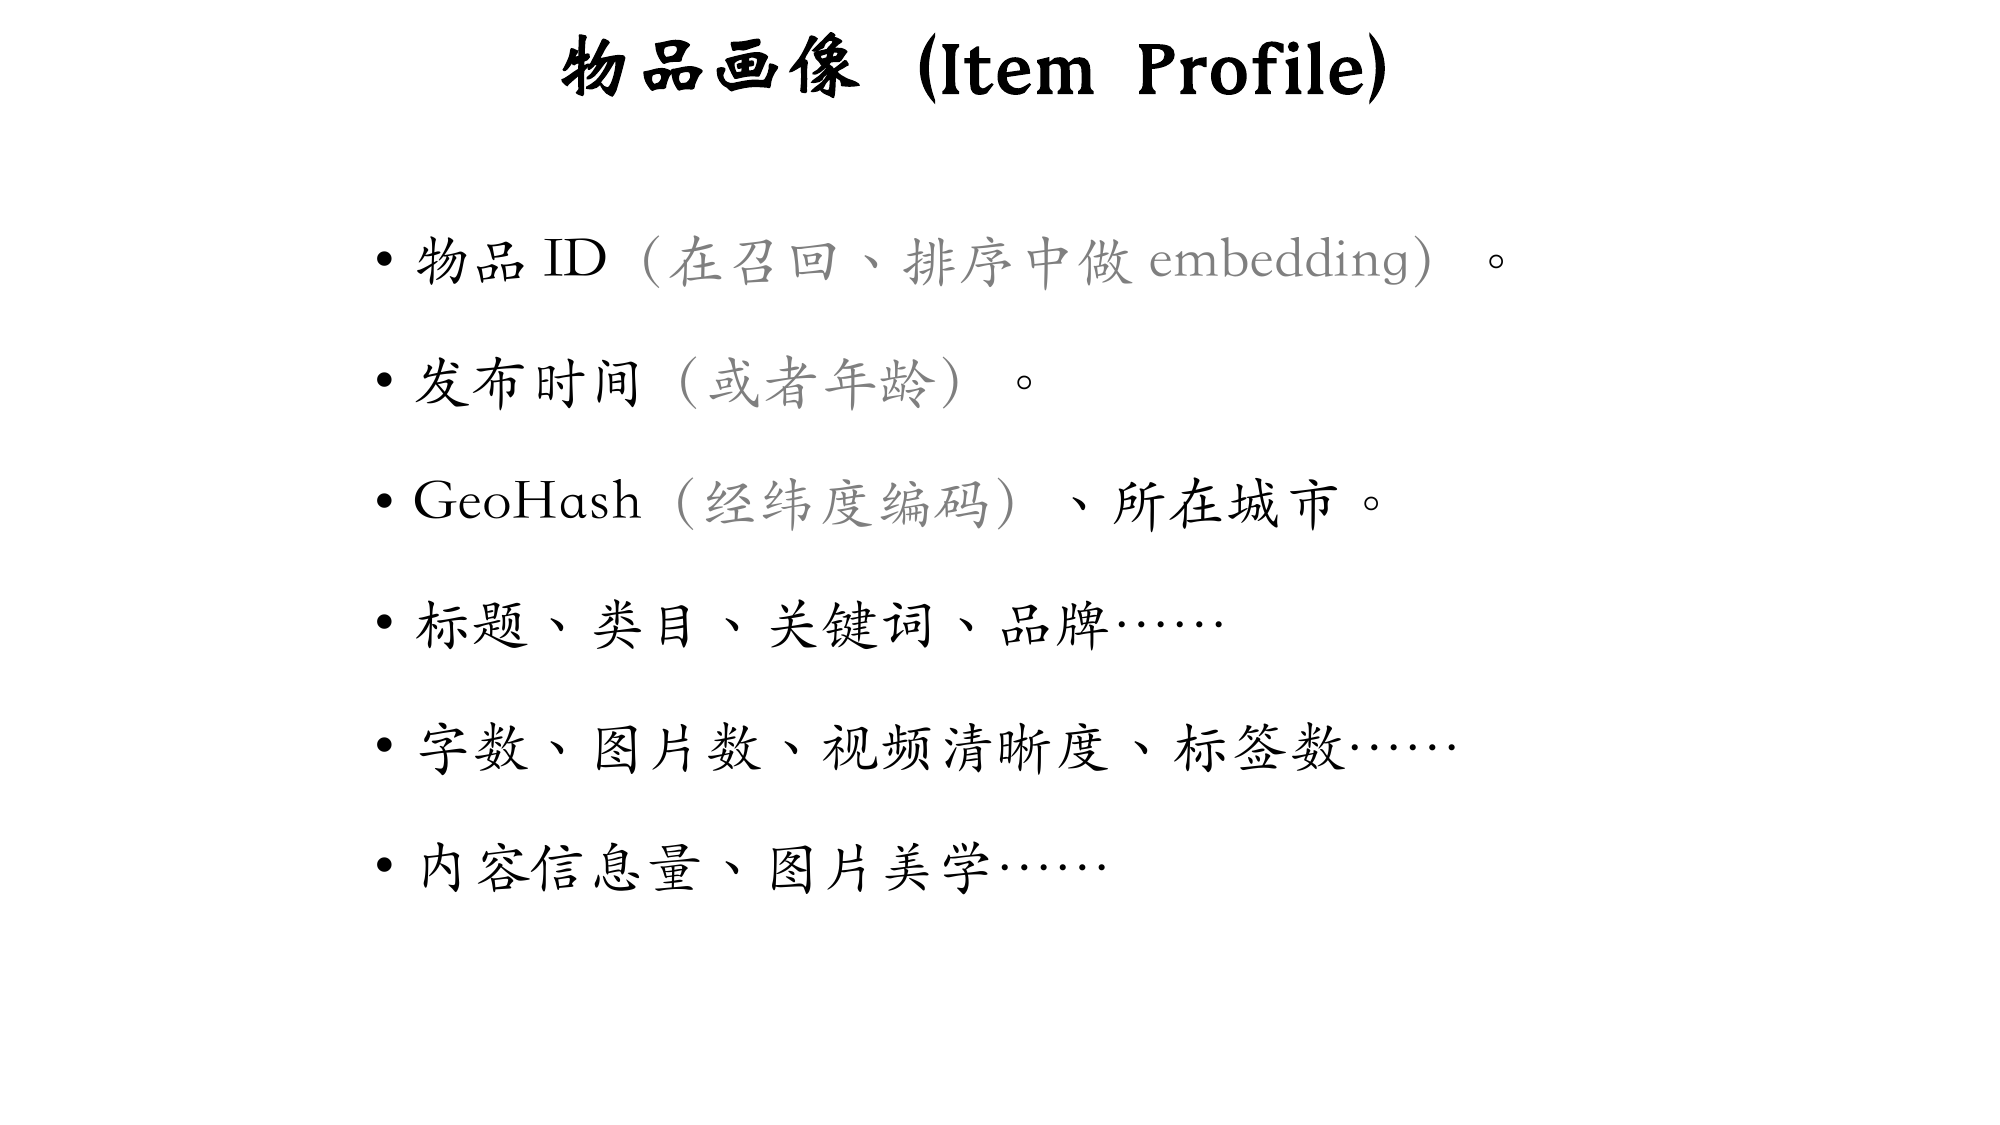 物品画像 (Item Profile)
• 物品 ID（在召回、排序中做 embedding）。
• 发布时间（或者年龄）。
• GeoHash（经纬度编码）、所在城市。
• 标题、类目、关键词、品牌……
• 字数、图片数、视频清晰度、标签数……
• 内容信息量、图片美学……